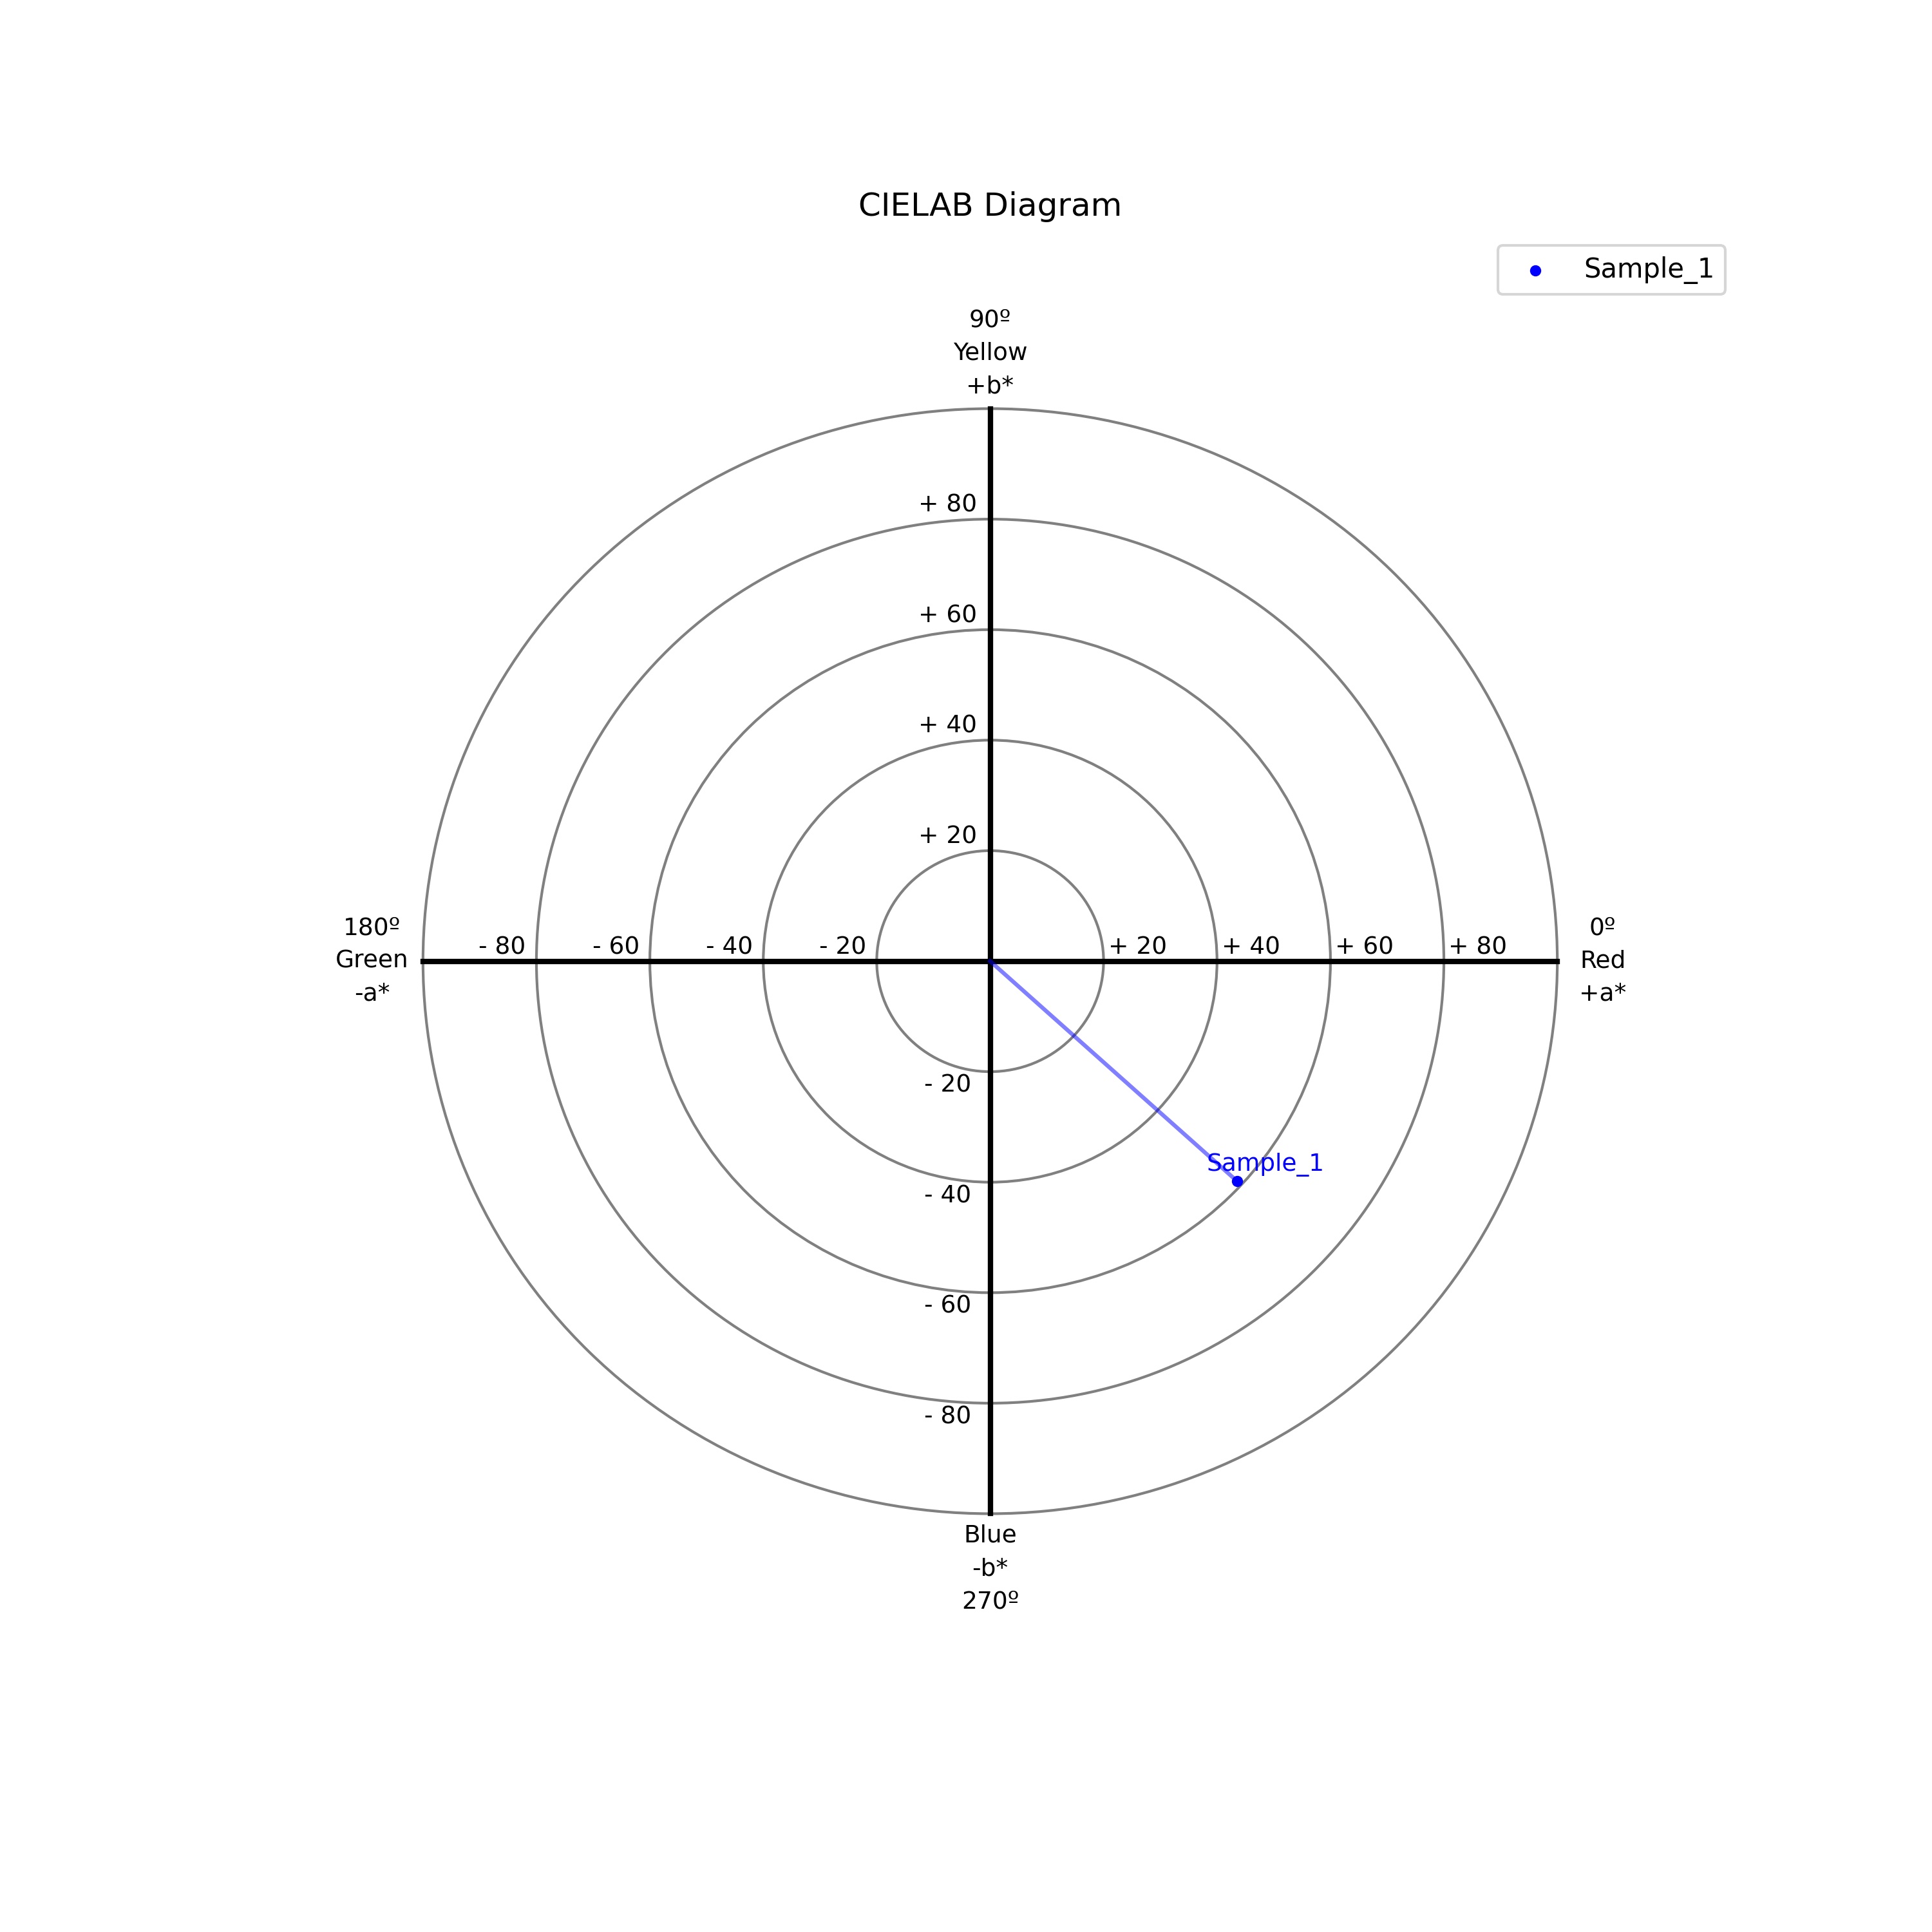 CIELAB Diagram
Sample_1
90º
Yellow
+b*
+ 80
+ 60
+ 40
+ 20
180º
Green
-a*
- 80 - 60 - 40 - 20 + 20 + 40 + 60 + 80
0º
Red
+a*
- 20
Sample_1
- 40
- 60
- 80
Blue
-b*
270º